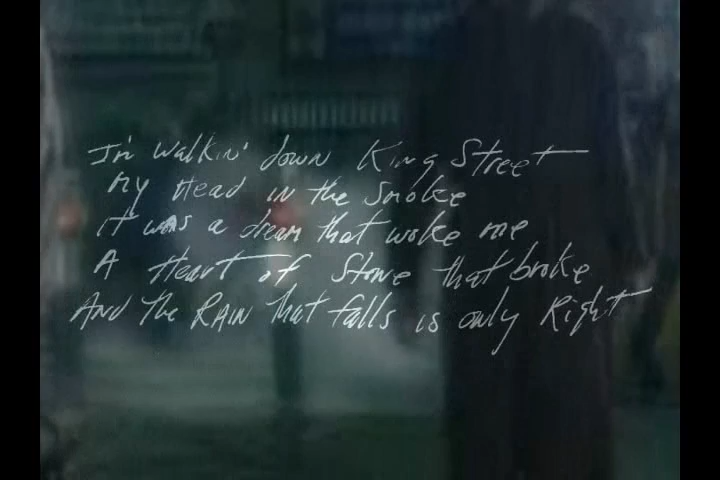 I'm walkin' down King Street
My Head in the Smoke
it was a dream that woke me
A Heart of Stone that broke
And The RAIN That falls is only Right